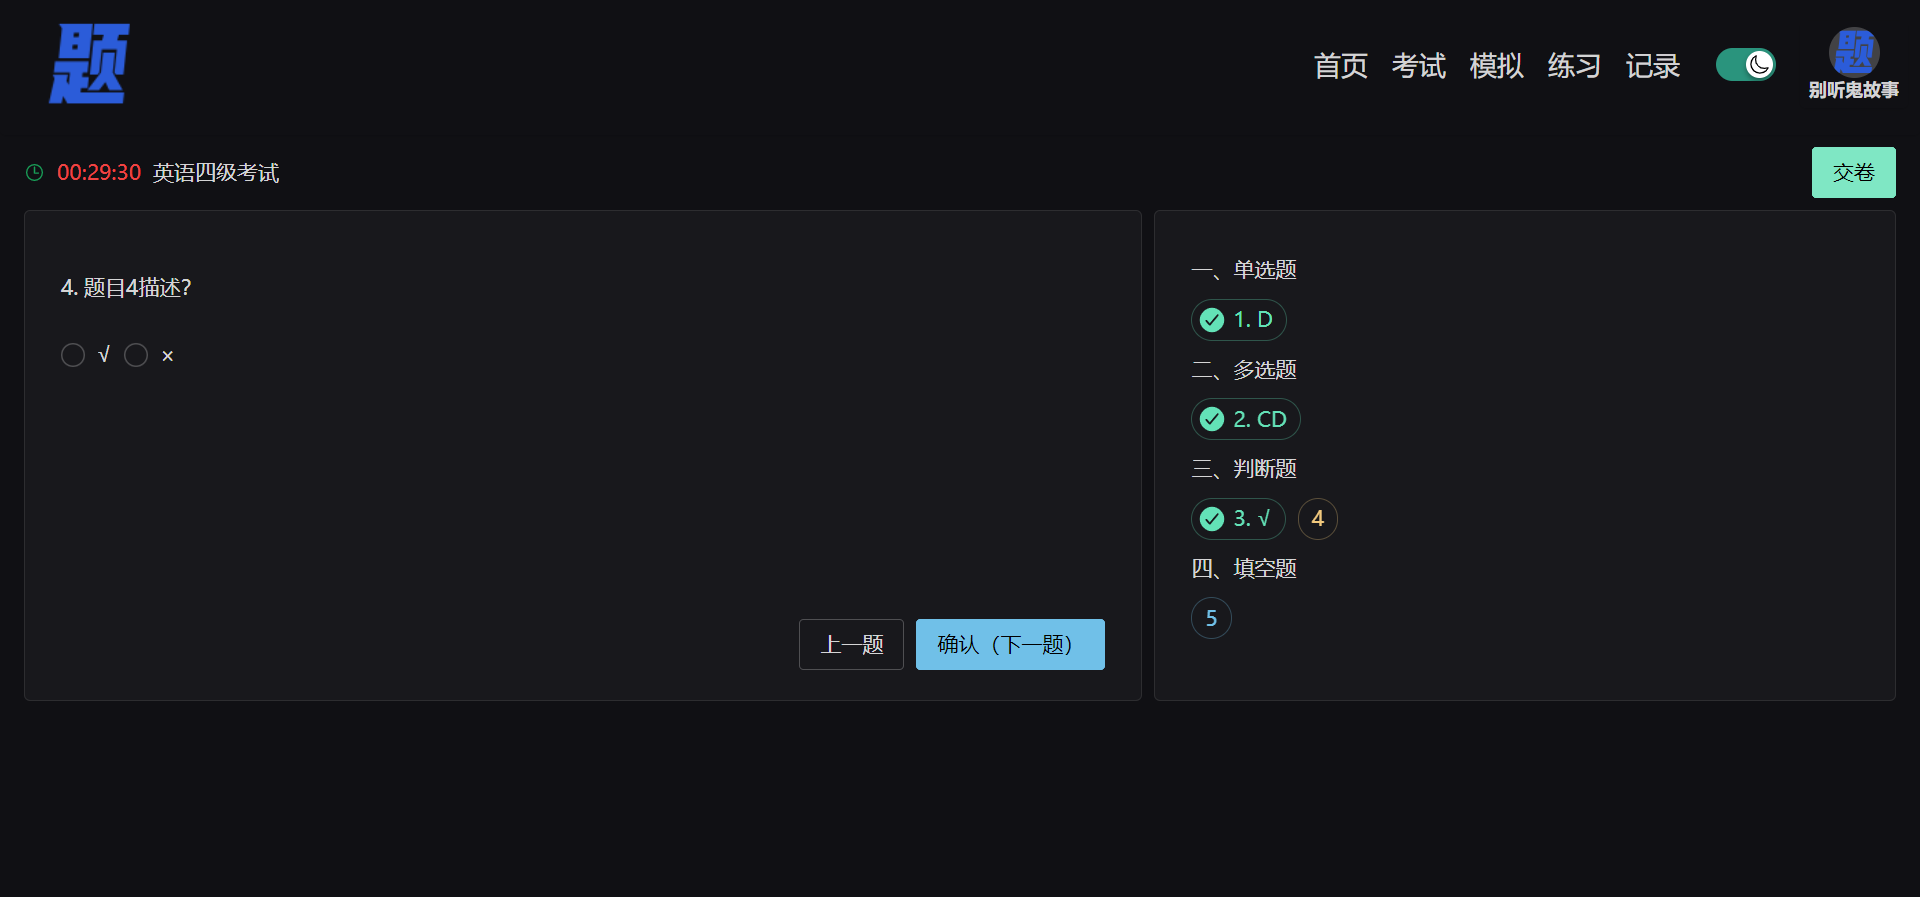 题
首页 考试 模拟 练习 记录
题
别听鬼故事
00:29:30 英语四级考试
交卷
4. 题目4描述?
√ ×
上一题 确认（下一题）
一、单选题
1. D
二、多选题
2. CD
三、判断题
3. √ 4
四、填空题
5